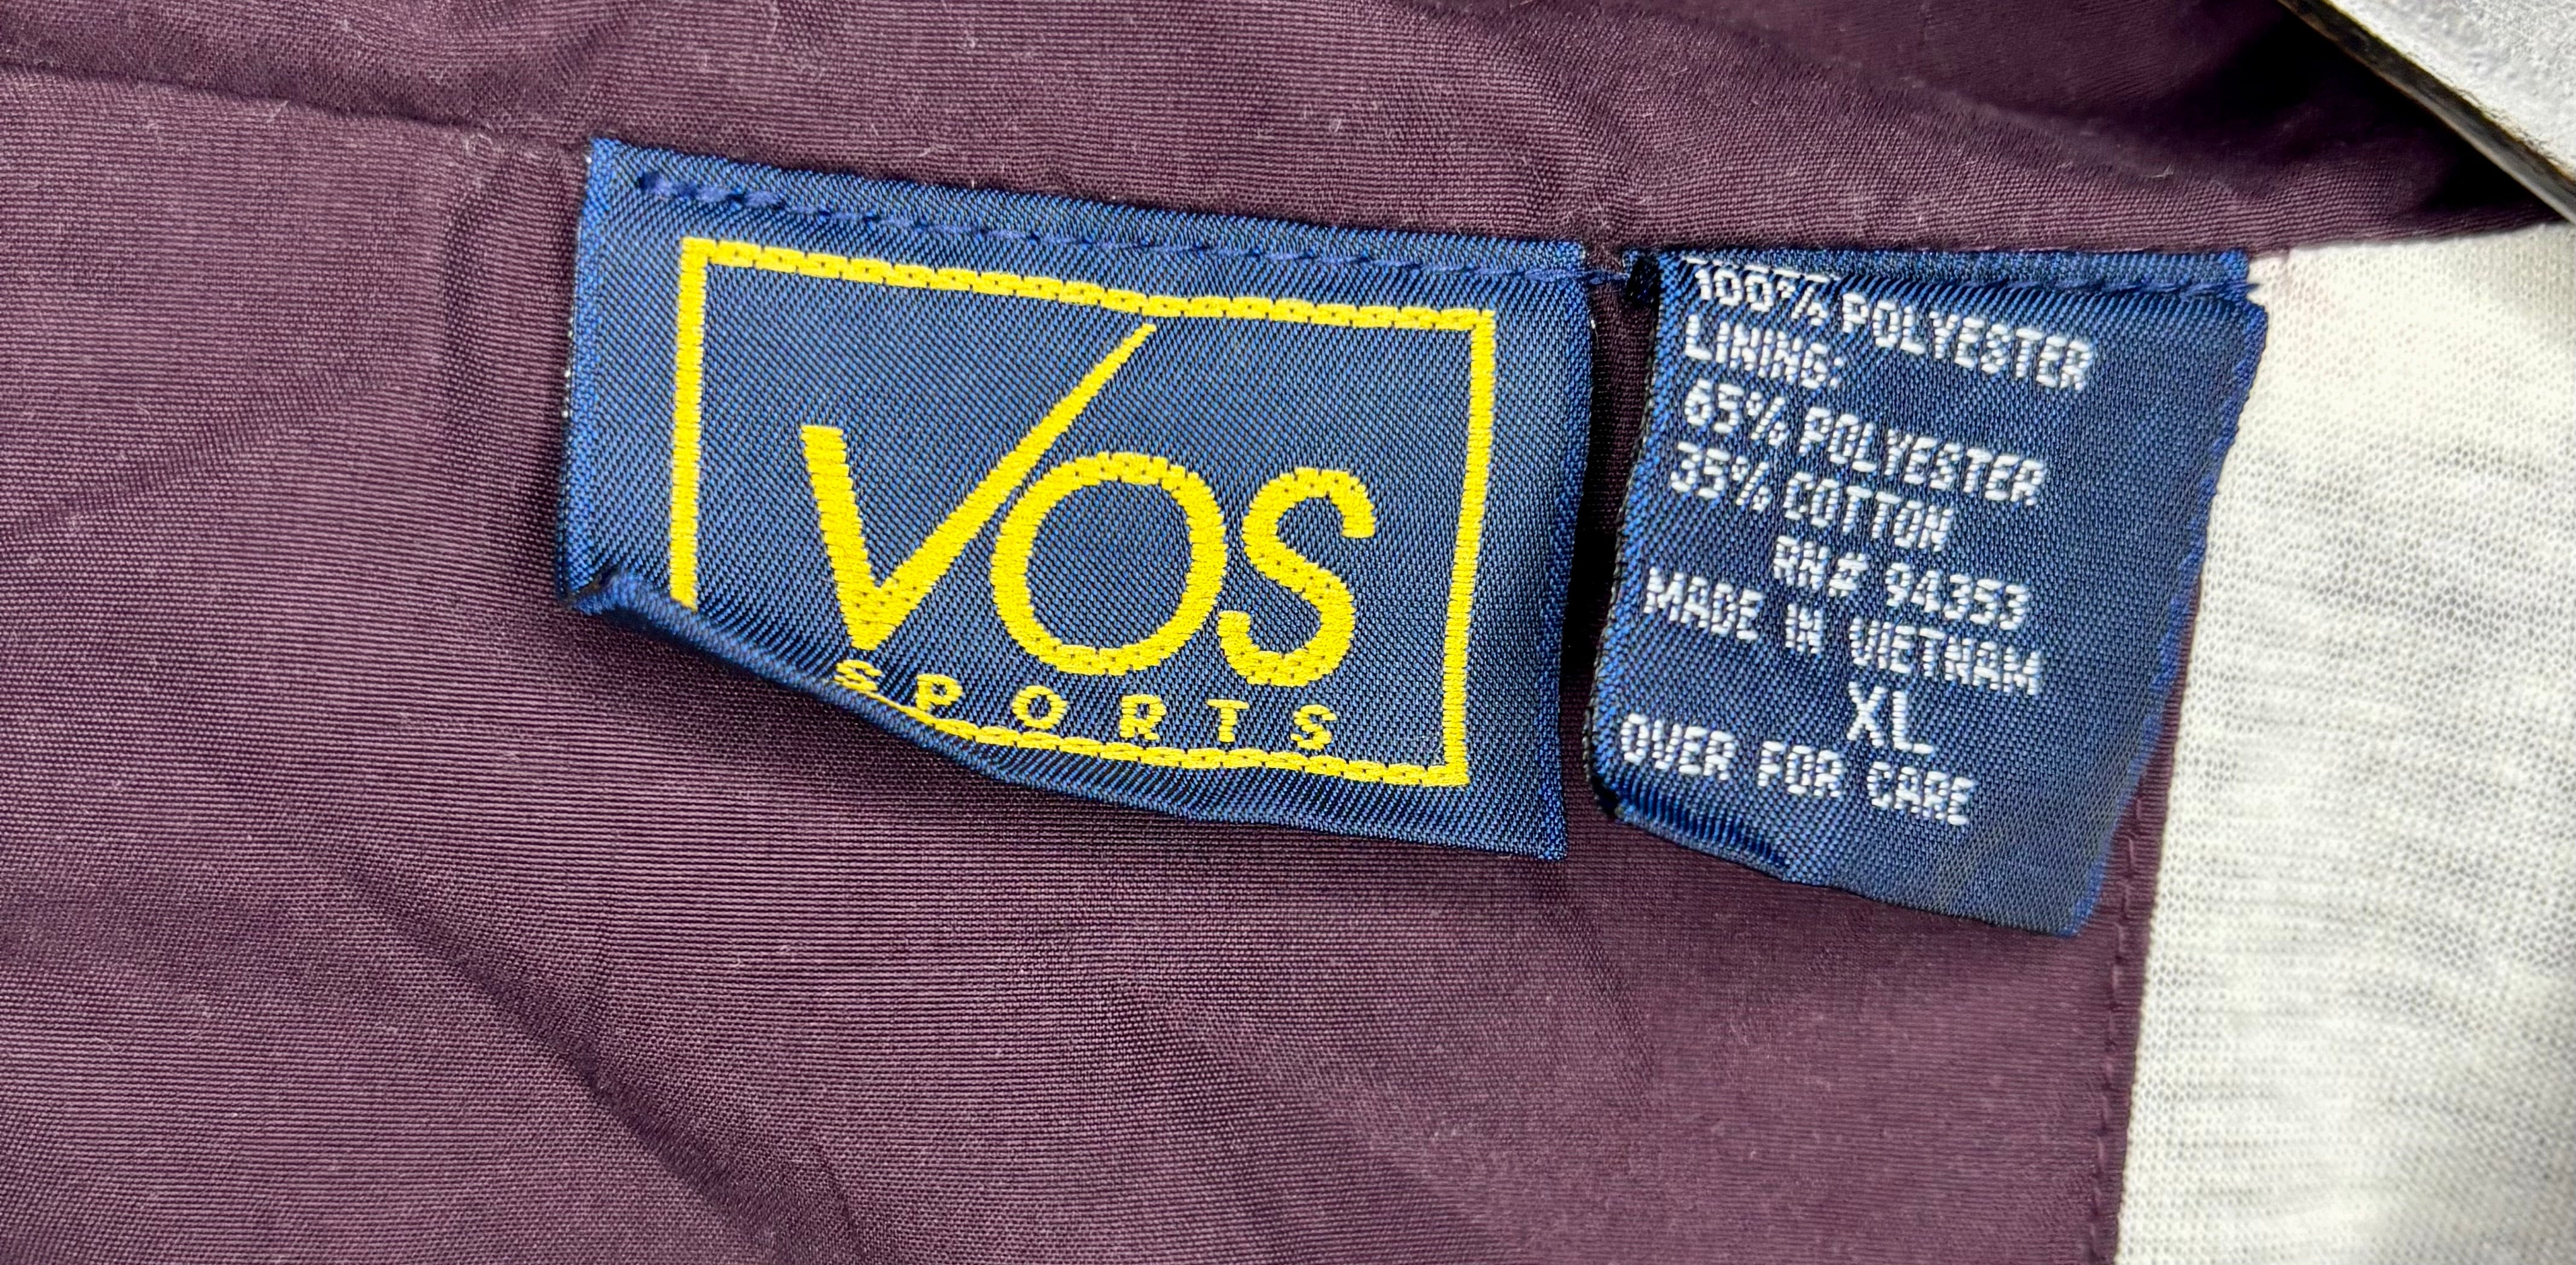 VOS
SPORTS
100% POLYESTER
LINING:
65% POLYESTER
35% COTTON
RN# 94353
MADE IN VIETNAM
XL
OVER FOR CARE